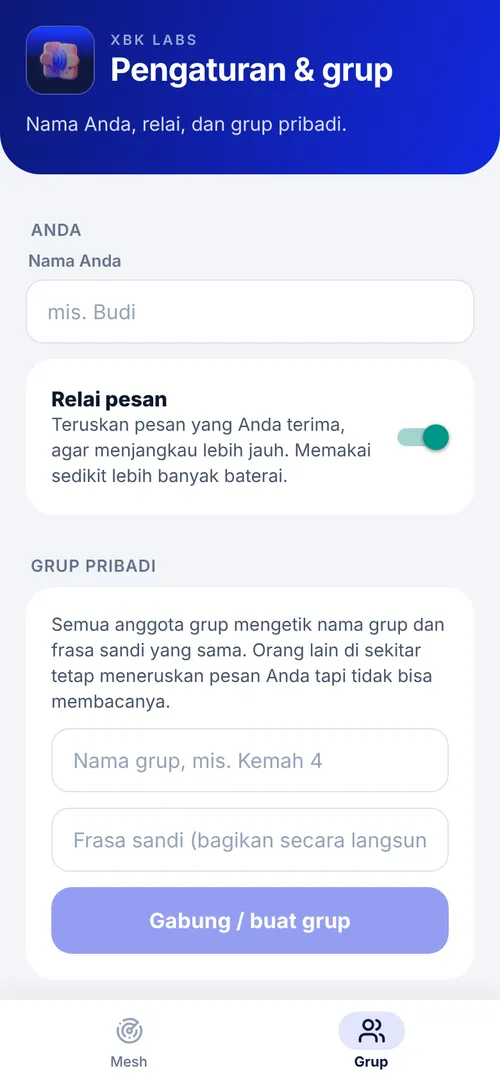 XBK LABS
Pengaturan & grup
Nama Anda, relai, dan grup pribadi.
ANDA
Nama Anda
mis. Budi
Relai pesan
Teruskan pesan yang Anda terima,
agar menjangkau lebih jauh. Memakai
sedikit lebih banyak baterai.
GRUP PRIBADI
Semua anggota grup mengetik nama grup dan
frasa sandi yang sama. Orang lain di sekitar
tetap meneruskan pesan Anda tapi tidak bisa
membacanya.
Nama grup, mis. Kemah 4
Frasa sandi (bagikan secara langsun
Gabung / buat grup
Mesh
Grup